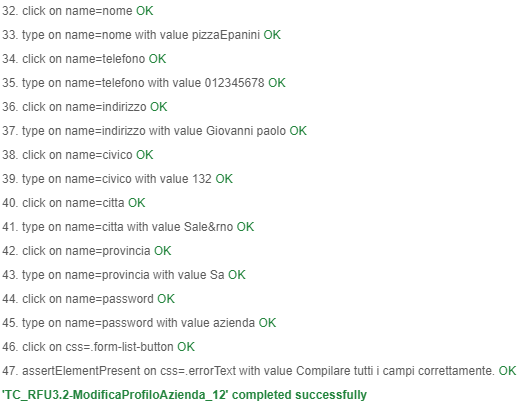 32. click on name=nome OK
33. type on name=nome with value pizzaEpanini OK
34. click on name=telefono OK
35. type on name=telefono with value 012345678 OK
36. click on name=indirizzo OK
37. type on name=indirizzo with value Giovanni paolo OK
38. click on name=civico OK
39. type on name=civico with value 132 OK
40. click on name=citta OK
41. type on name=citta with value Sale&rno OK
42. click on name=provincia OK
43. type on name=provincia with value Sa OK
44. click on name=password OK
45. type on name=password with value azienda OK
46. click on css=.form-list-button OK
47. assertElementPresent on css=.errorText with value Compilare tutti i campi correttamente. OK
'TC_RFU3.2-ModificaProfiloAzienda_12' completed successfully